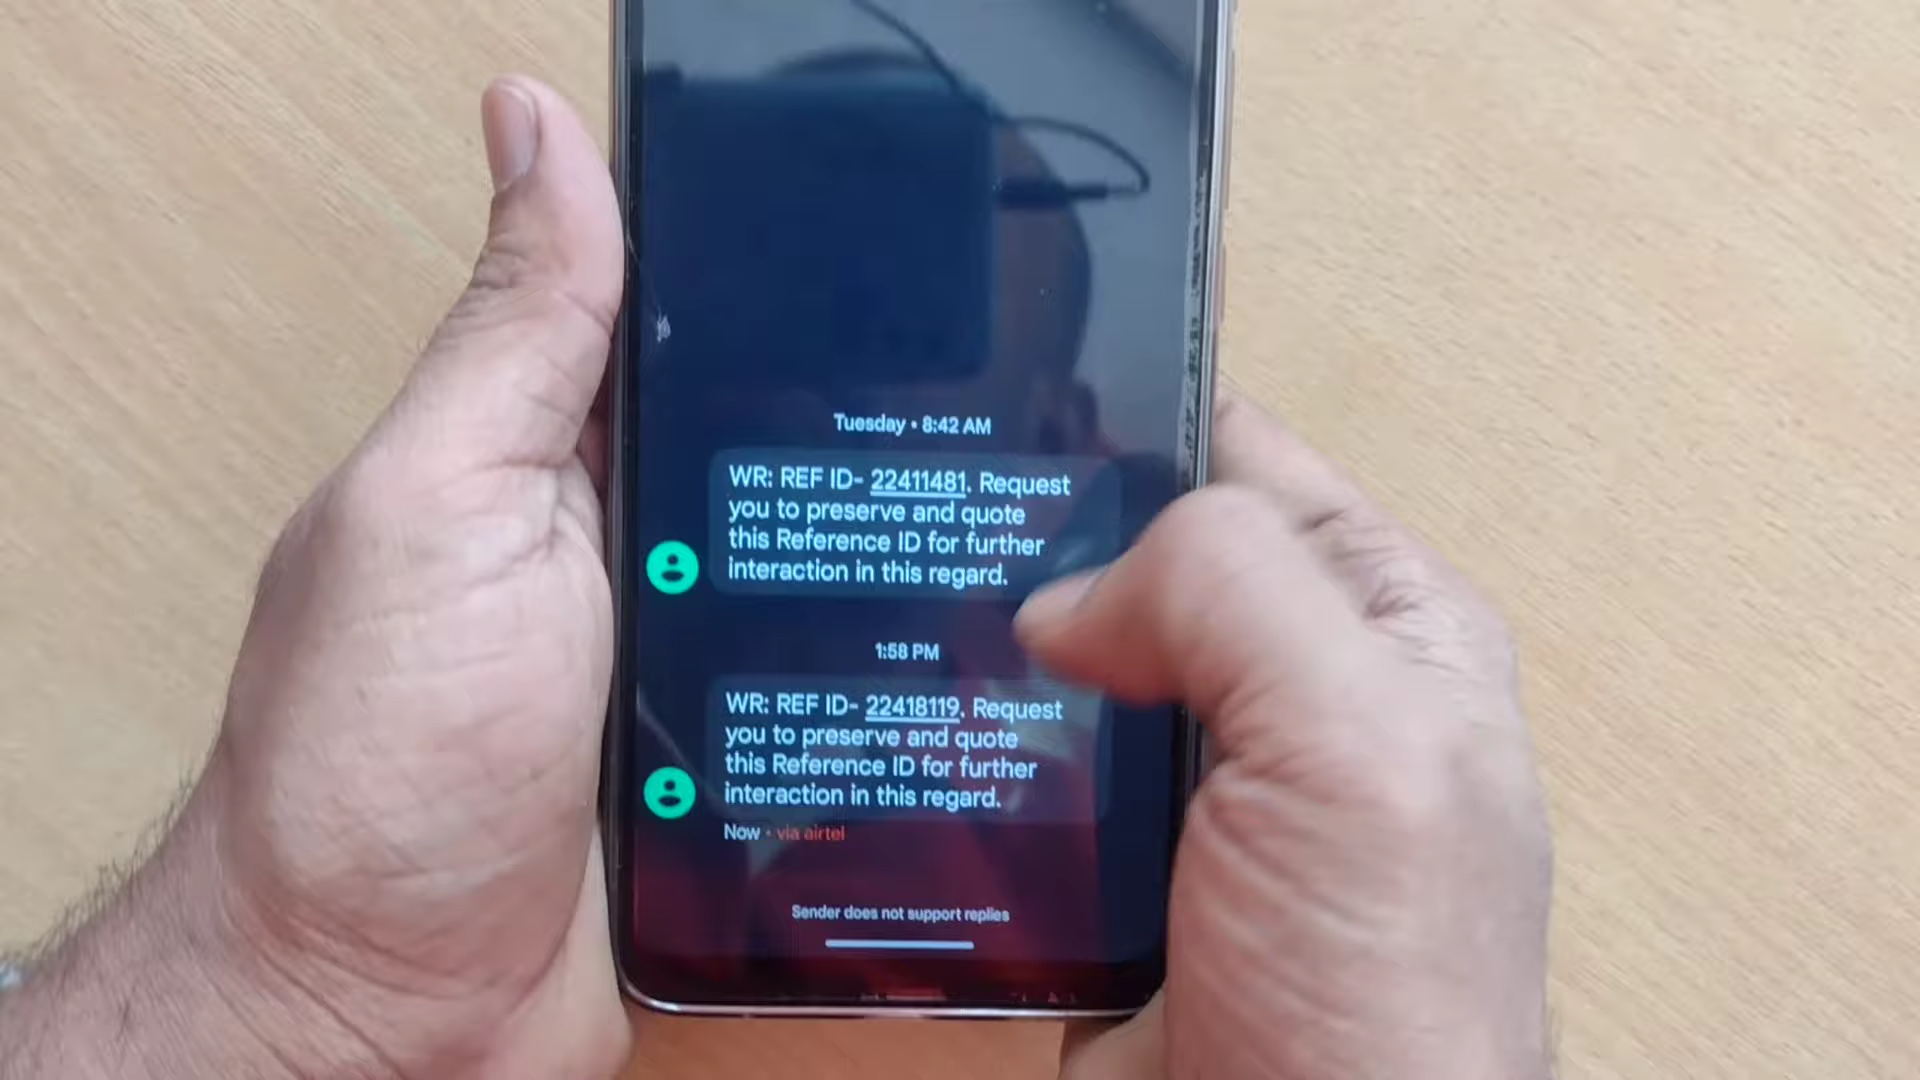 Tuesday • 8:42 AM
WR: REF ID- 22411481. Request
you to preserve and quote
this Reference ID for further
interaction in this regard.
1:58 PM
WR: REF ID- 22418119. Request
you to preserve and quote
this Reference ID for further
interaction in this regard.
Now • via airtel
Sender does not support replies